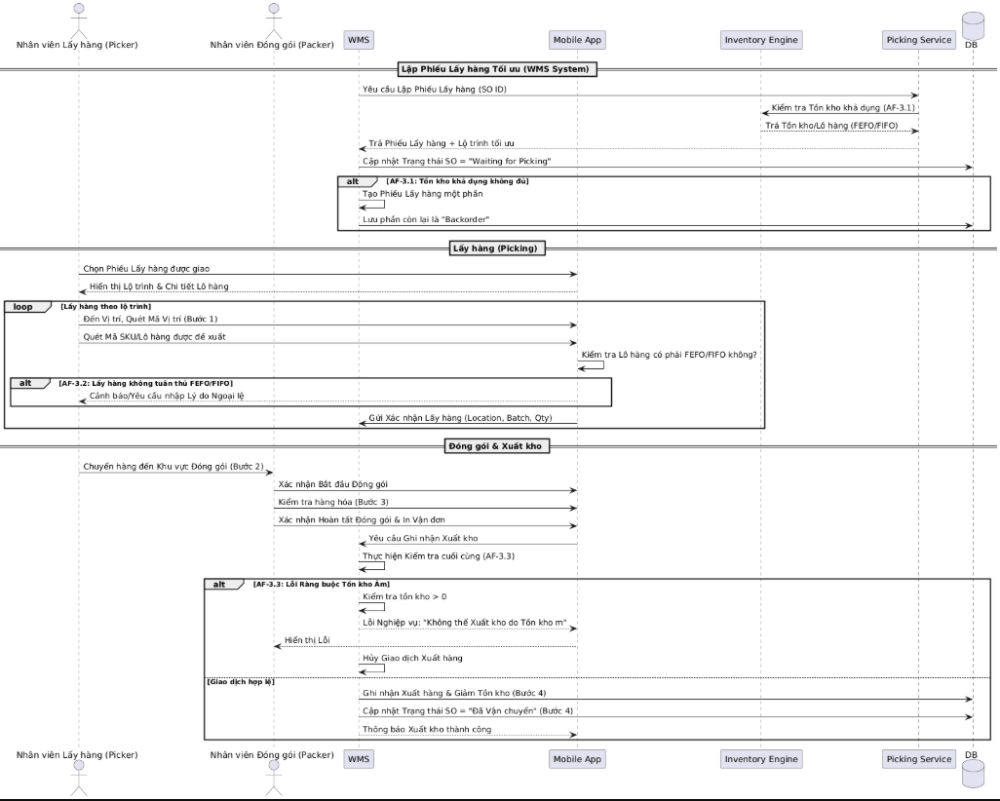 Nhân viên Lấy hàng (Picker)
Nhân viên Đóng gói (Packer)
WMS
Mobile App
Inventory Engine
Picking Service
DB
Lập Phiếu Lấy hàng Tối ưu (WMS System)
Yêu cầu Lập Phiếu Lấy hàng (SO ID)
Kiểm tra Tồn kho khả dụng (AF-3.1)
Trả Tồn kho/Lô hàng (FEFO/FIFO)
Trả Phiếu Lấy hàng + Lộ trình tối ưu
Cập nhật Trạng thái SO = "Waiting for Picking"
alt [AF-3.1: Tồn kho khả dụng không đủ]
Tạo Phiếu Lấy hàng một phần
Lưu phần còn lại là "Backorder"
Lấy hàng (Picking)
Chọn Phiếu Lấy hàng được giao
Hiển thị Lộ trình & Chi tiết Lô hàng
loop [Lấy hàng theo lộ trình]
Đến Vị trí, Quét Mã Vị trí (Bước 1)
Quét Mã SKU/Lô hàng được đề xuất
Kiểm tra Lô hàng có phải FEFO/FIFO không?
alt [AF-3.2: Lấy hàng không tuân thủ FEFO/FIFO]
Cảnh báo/Yêu cầu nhập Lý do Ngoại lệ
Gửi Xác nhận Lấy hàng (Location, Batch, Qty)
Đóng gói & Xuất kho
Chuyển hàng đến Khu vực Đóng gói (Bước 2)
Xác nhận Bắt đầu Đóng gói
Kiểm tra hàng hóa (Bước 3)
Xác nhận Hoàn tất Đóng gói & In Vận đơn
Yêu cầu Ghi nhận Xuất kho
Thực hiện Kiểm tra cuối cùng (AF-3.3)
alt [AF-3.3: Lỗi Ràng buộc Tồn kho Âm]
Kiểm tra tồn kho > 0
Lỗi Nghiệp vụ: "Không thể Xuất kho do Tồn kho m"
Hiển thị Lỗi
Hủy Giao dịch Xuất hàng
[Giao dịch hợp lệ]
Ghi nhận Xuất hàng & Giảm Tồn kho (Bước 4)
Cập nhật Trạng thái SO = "Đã Vận chuyển" (Bước 4)
Thông báo Xuất kho thành công
Nhân viên Lấy hàng (Picker)
Nhân viên Đóng gói (Packer)
WMS
Mobile App
Inventory Engine
Picking Service
DB